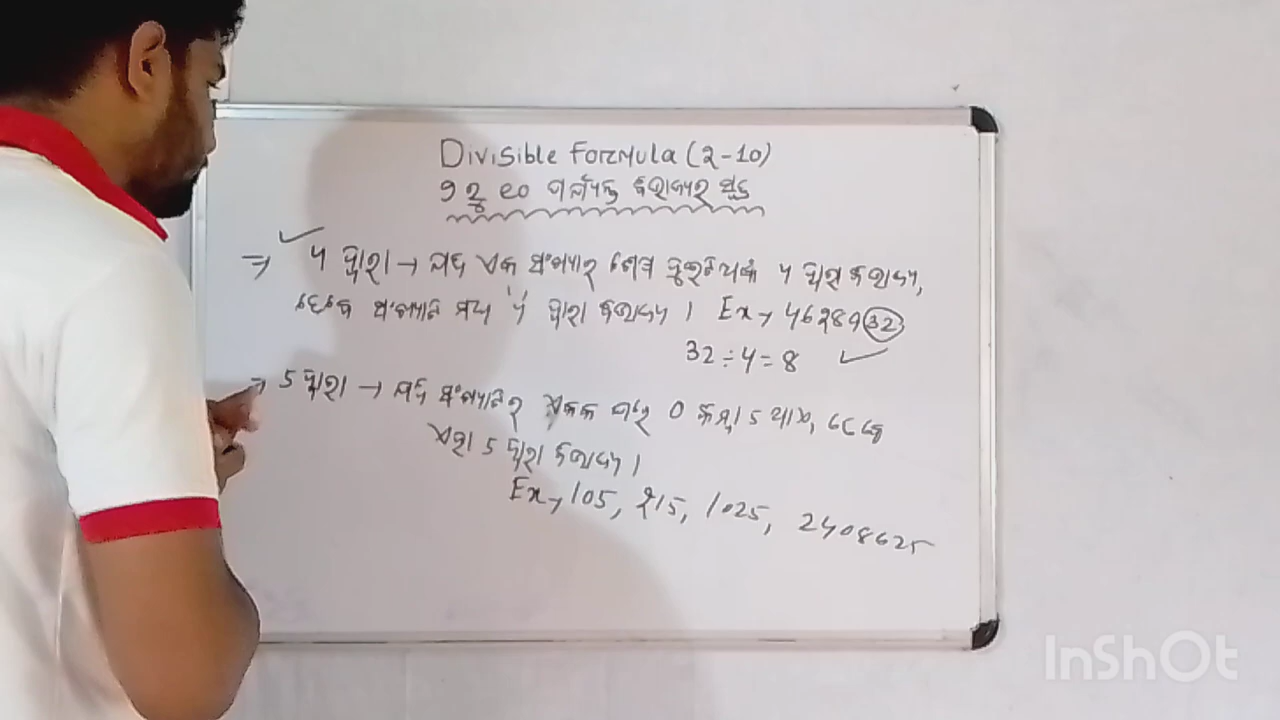 Divisible Formula (2-10)
୨ ରୁ ୧୦ ପର୍ଯ୍ୟନ୍ତ ବିଭାଜ୍ୟର ସୂତ୍ର
⇒ ✓ 4 ଦ୍ୱାରା → ଯଦି ଏକ ସଂଖ୍ୟାର ଶେଷ ଦୁଇଟି ଅଙ୍କ 4 ଦ୍ୱାରା ବିଭାଜ୍ୟ,
ତେବେ ସଂଖ୍ୟାଟି ମଧ୍ୟ '4' ଦ୍ୱାରା ବିଭାଜ୍ୟ । Ex → 4628932
32 ÷ 4 = 8 ✓
⇒ 5 ଦ୍ୱାରା → ଯଦି ସଂଖ୍ୟାଟିର ଏକକ ଘରେ 0 କିମ୍ବା 5 ଥାଏ, ତେବେ
ଏହା 5 ଦ୍ୱାରା ବିଭାଜ୍ୟ ।
Ex → 105, 215, 1025, 2408625
InShOt